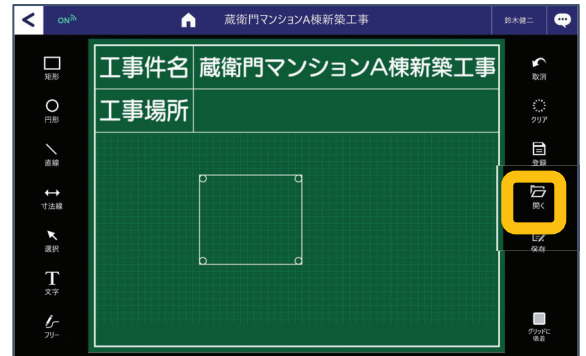 ON
蔵衛門マンションA棟新築工事
鈴木健二
矩形
円形
直線
寸法線
選択
T
文字
フリー
工事件名 蔵衛門マンションA棟新築工事
工事場所
取消
クリア
登録
開く
保存
グリッドに
吸着